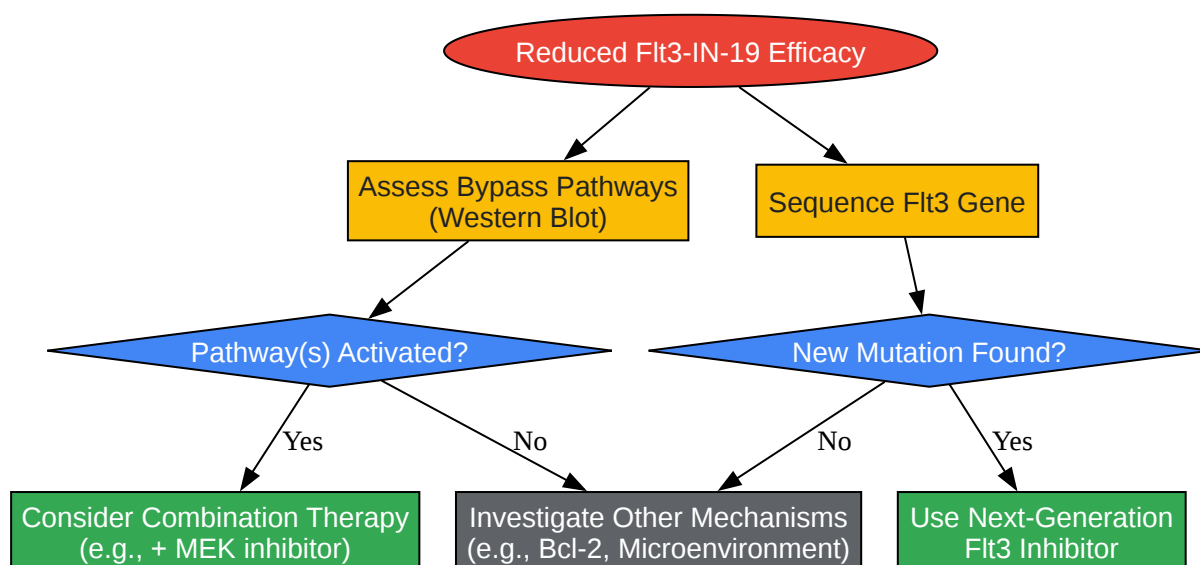 Reduced Flt3-IN-19 Efficacy
Assess Bypass Pathways
(Western Blot)
Sequence Flt3 Gene
Pathway(s) Activated?
New Mutation Found?
Yes
No
No
Yes
Consider Combination Therapy
(e.g., + MEK inhibitor)
Investigate Other Mechanisms
(e.g., Bcl-2, Microenvironment)
Use Next-Generation
Flt3 Inhibitor